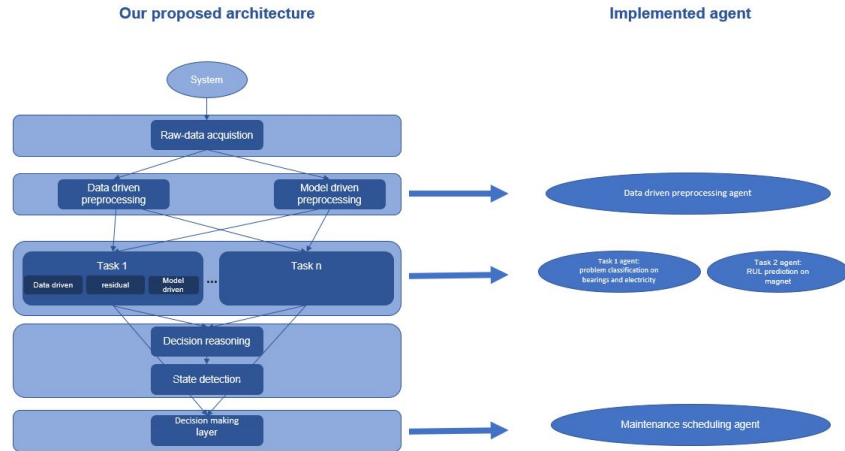 Our proposed architecture
Implemented agent
System
Raw-data acquistion
Data driven
preprocessing
Model driven
preprocessing
Data driven preprocessing agent
Task 1
Data driven
residual
Model
driven
...
Task n
Task 1 agent:
problem classification on
bearings and electricity
Task 2 agent:
RUL prediction on
magnet
Decision reasoning
State detection
Decision making
layer
Maintenance scheduling agent